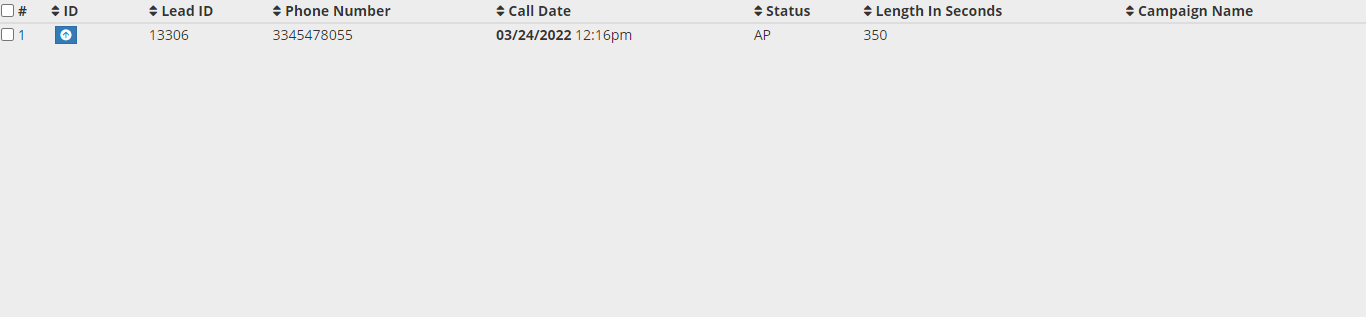 # ID Lead ID Phone Number Call Date Status Length In Seconds Campaign Name
1 13306 3345478055 03/24/2022 12:16pm AP 350